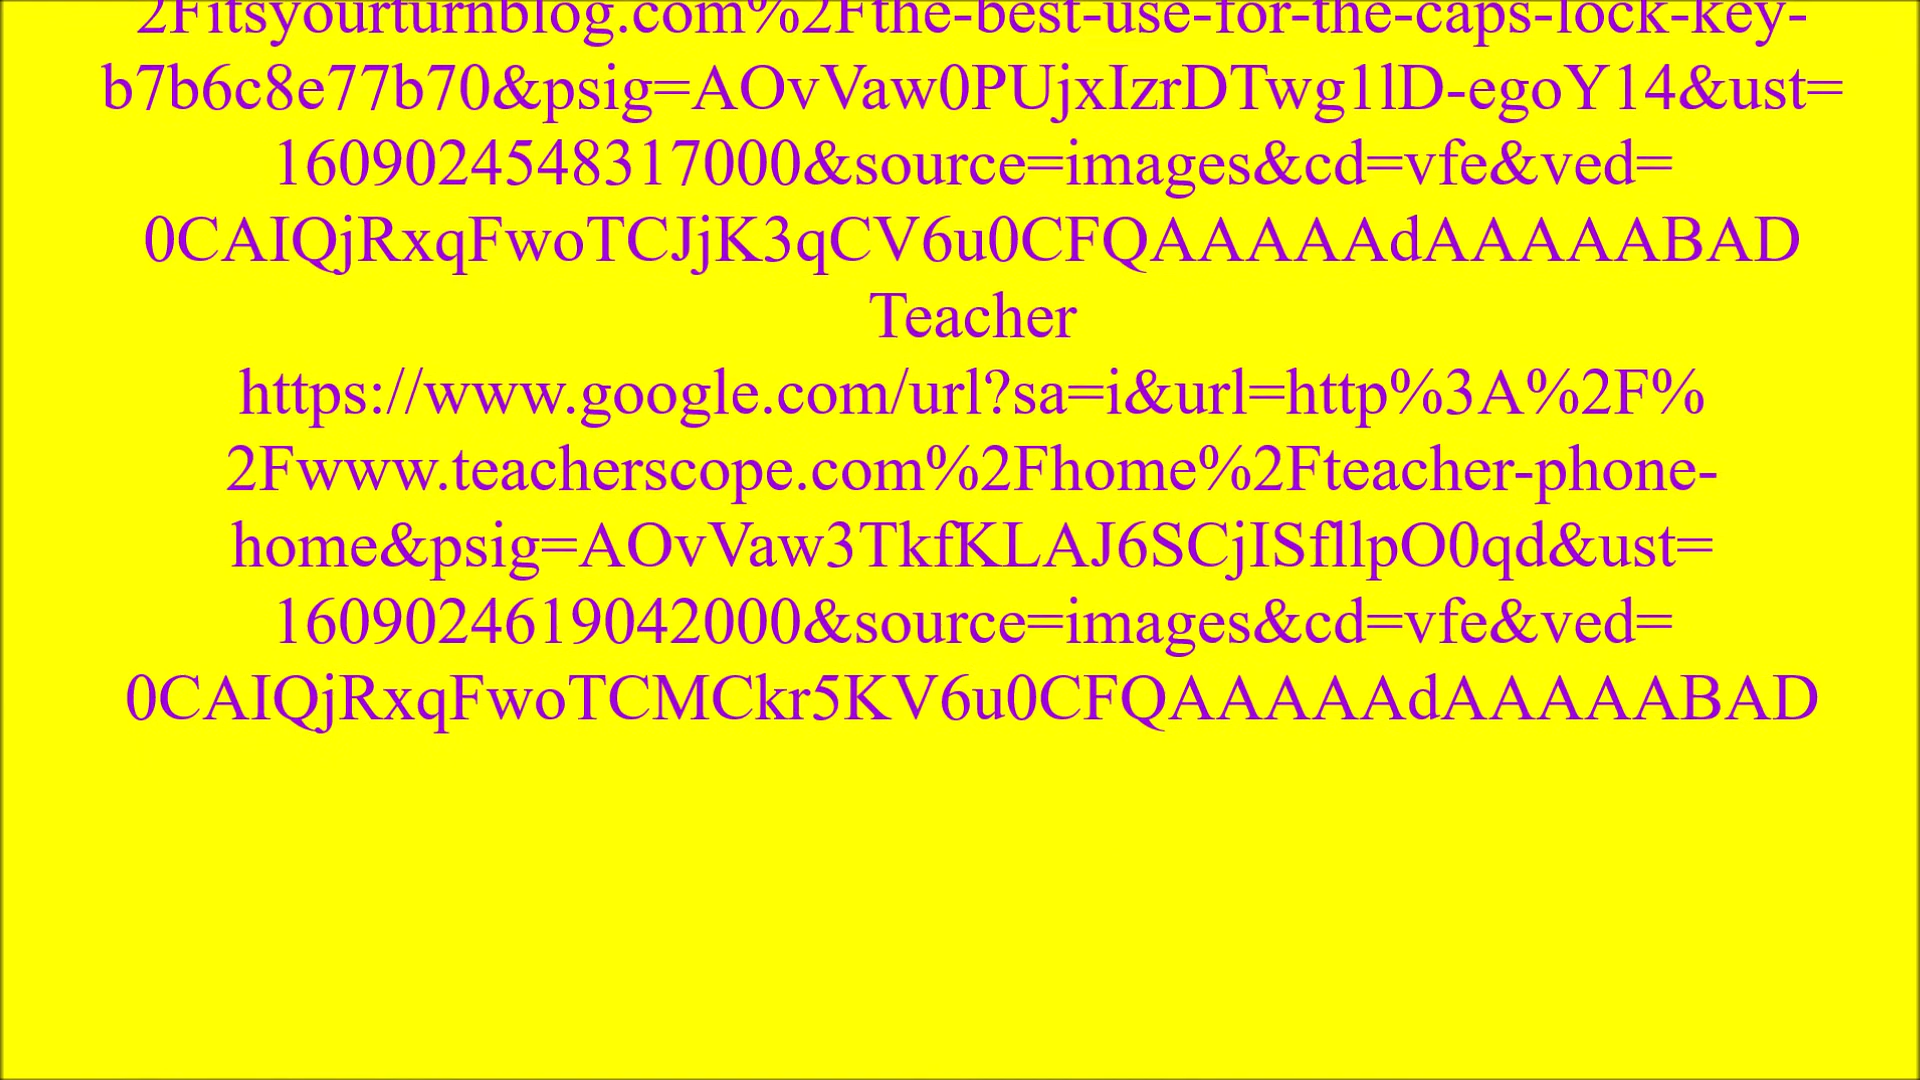 2Fitsyourturnblog.com%2Fthe-best-use-for-the-caps-lock-key-
b7b6c8e77b70&psig=AOvVaw0PUjxIzrDTwg1lD-egoY14&ust=
1609024548317000&source=images&cd=vfe&ved=
0CAIQjRxqFwoTCJjK3qCV6u0CFQAAAAAdAAAAABAD
Teacher
https://www.google.com/url?sa=i&url=http%3A%2F%
2Fwww.teacherscope.com%2Fhome%2Fteacher-phone-
home&psig=AOvVaw3TkfKLAJ6SCjISfllpO0qd&ust=
1609024619042000&source=images&cd=vfe&ved=
0CAIQjRxqFwoTCMCkr5KV6u0CFQAAAAAdAAAAABAD